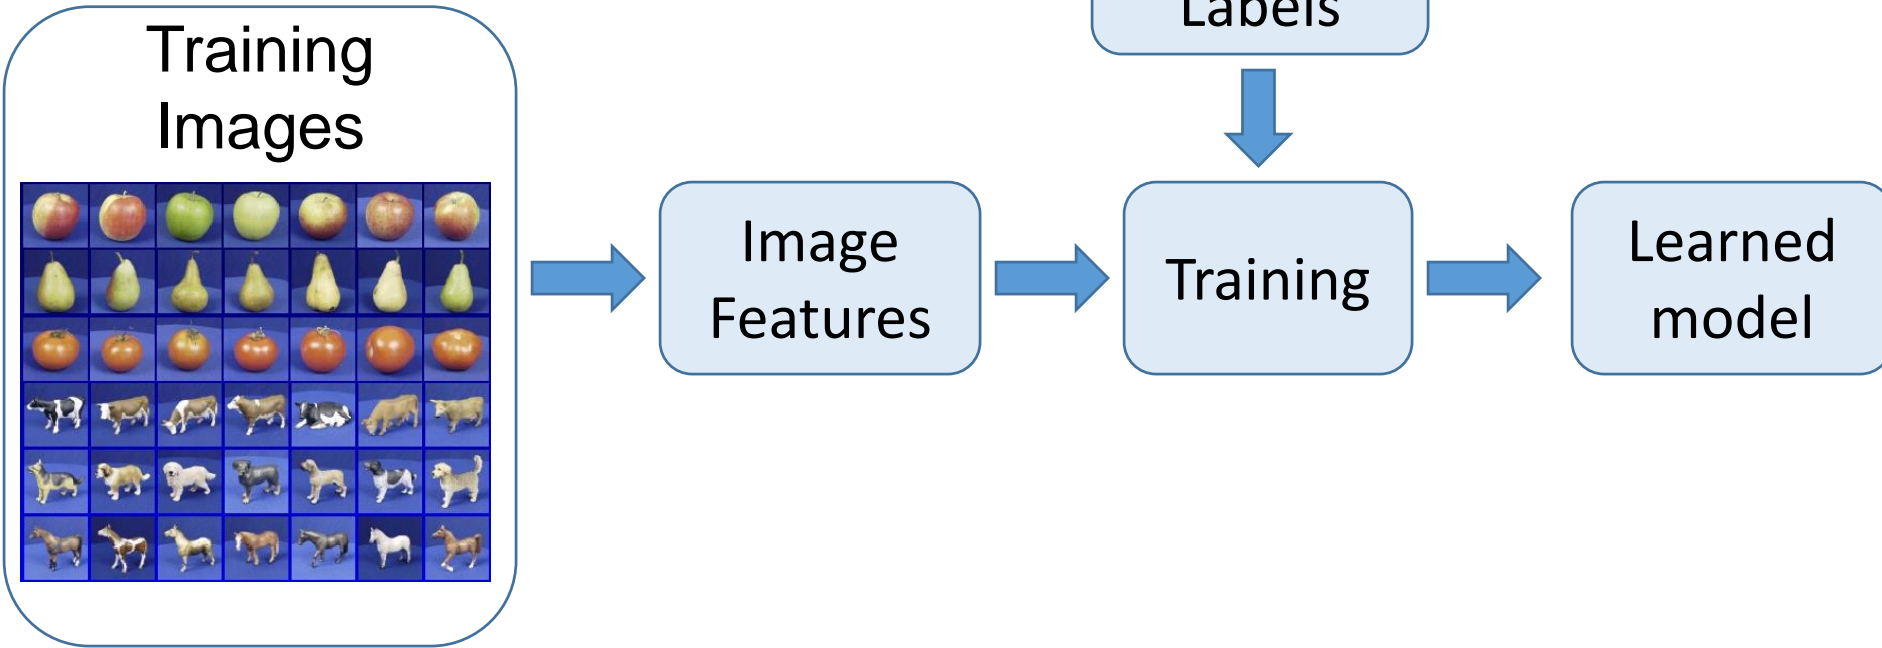 Training
Images
Labels
Image
Features
Training
Learned
model